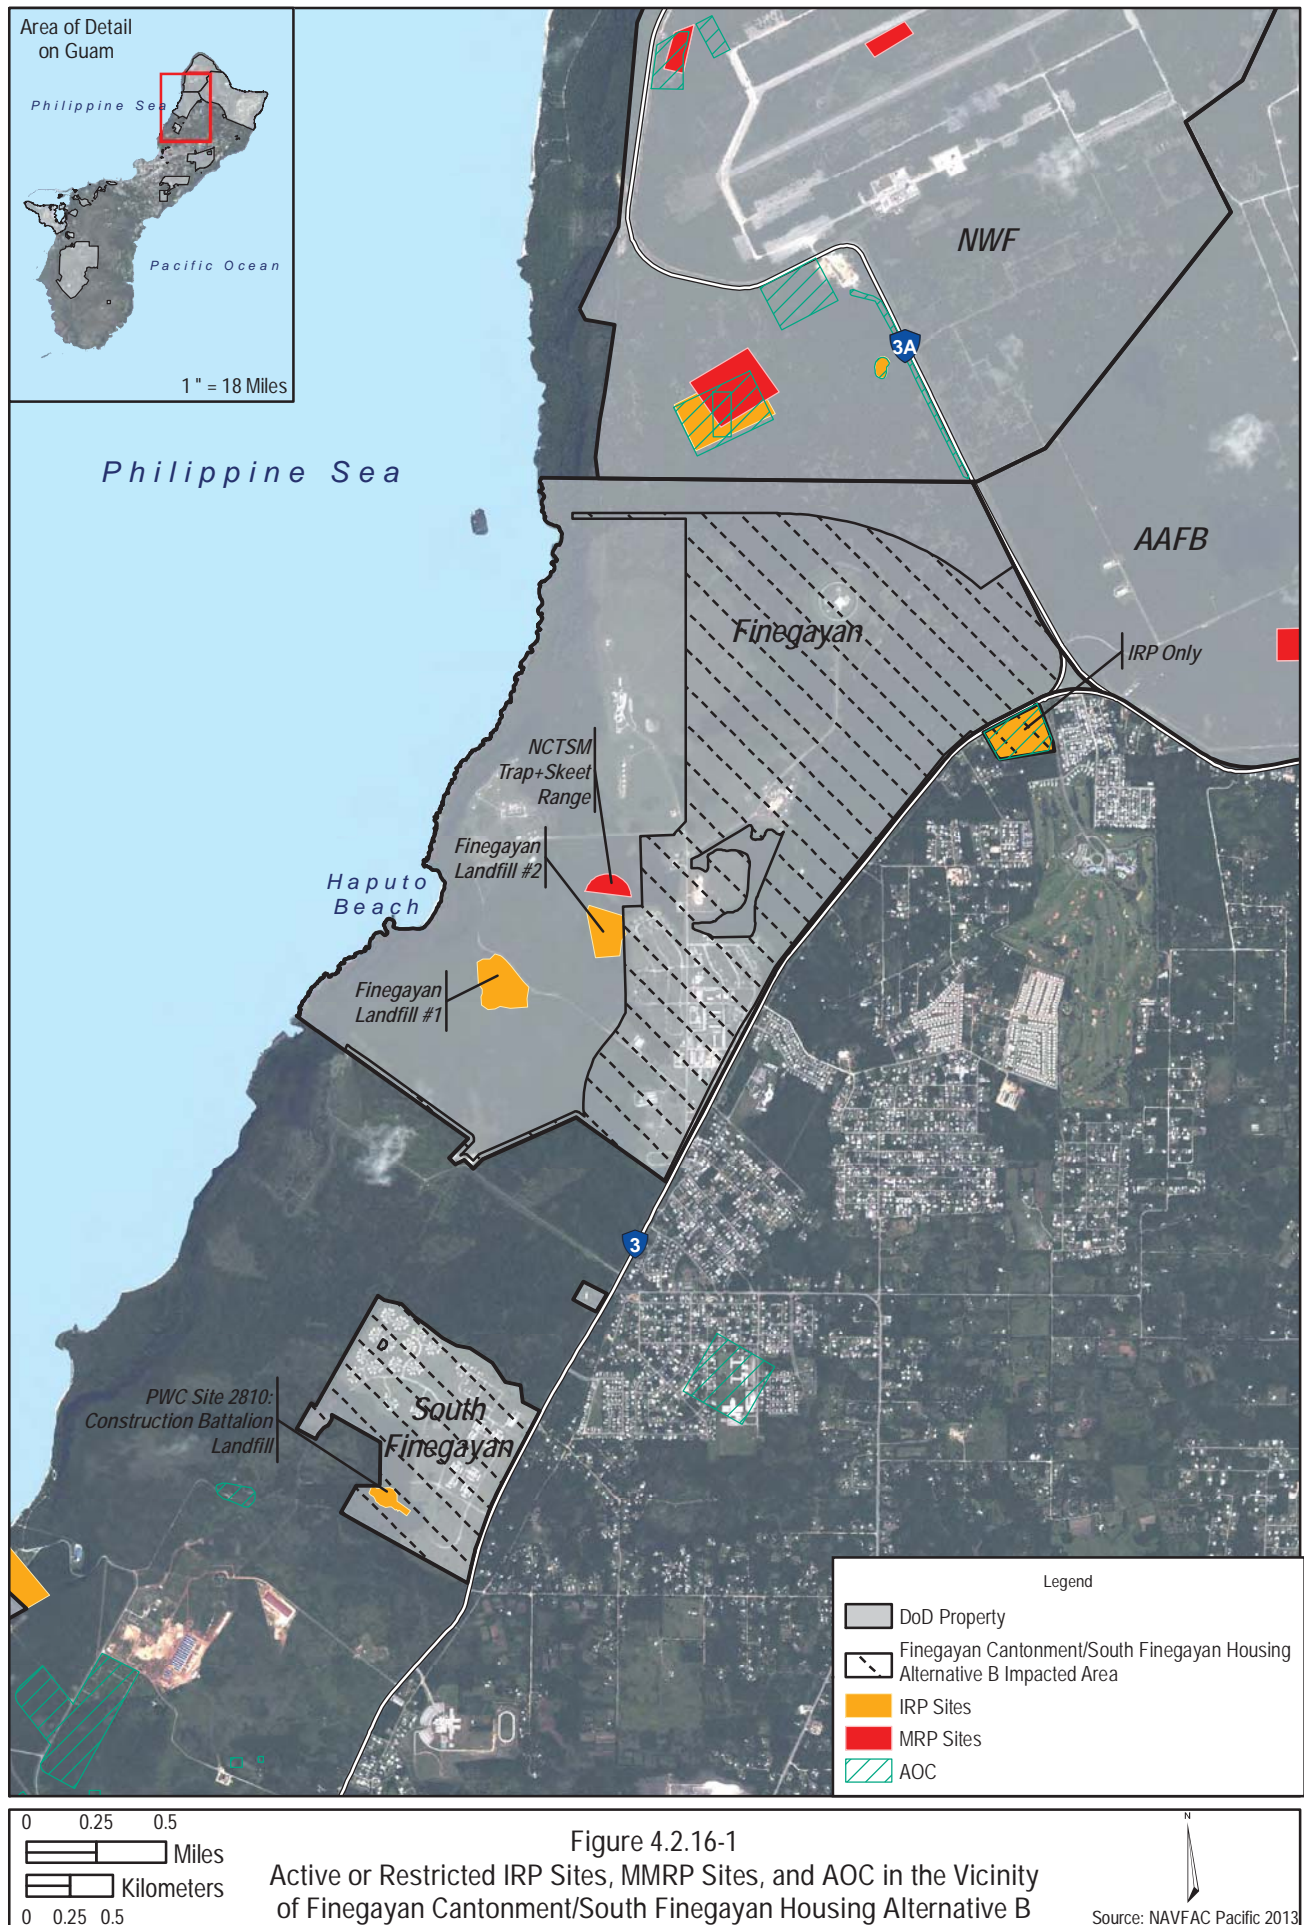 Area of Detail
on Guam
Philippine Sea
Pacific Ocean
1 " = 18 Miles
NWF
3A
Philippine Sea
AAFB
Finegayan
IRP Only
NCTSM
Trap+Skeet
Range
Finegayan
Landfill #2
Haputo
Beach
Finegayan
Landfill #1
3
PWC Site 2810:
Construction Battalion
Landfill
South
Finegayan
Legend
DoD Property
Finegayan Cantonment/South Finegayan Housing
Alternative B Impacted Area
IRP Sites
MRP Sites
AOC
0 0.25 0.5
Miles
Kilometers
0 0.25 0.5
Figure 4.2.16-1
Active or Restricted IRP Sites, MMRP Sites, and AOC in the Vicinity
of Finegayan Cantonment/South Finegayan Housing Alternative B
N
Source: NAVFAC Pacific 2013